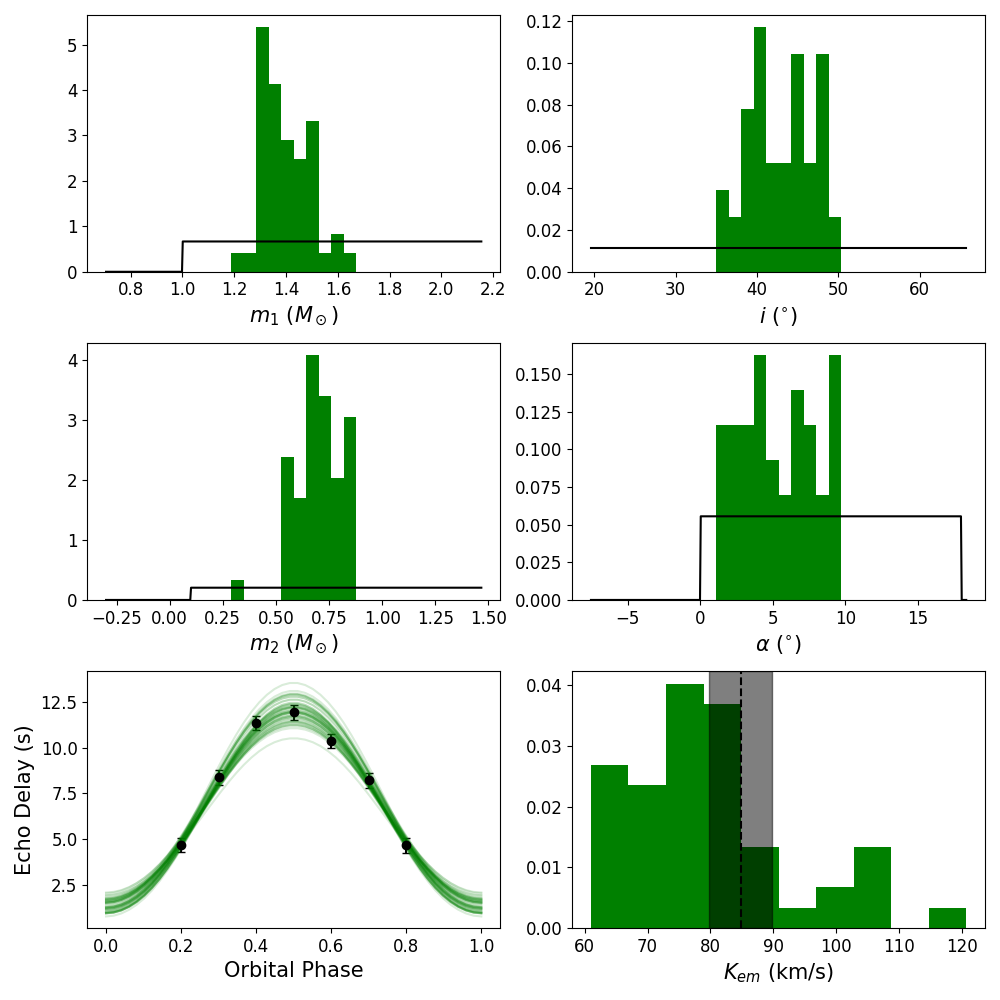 5
4
3
2
1
0
0.8 1.0 1.2 1.4 1.6 1.8 2.0 2.2
m₁ (M⊙)
0.12
0.10
0.08
0.06
0.04
0.02
0.00
20 30 40 50 60
i (°)
4
3
2
1
0
−0.25 0.00 0.25 0.50 0.75 1.00 1.25 1.50
m₂ (M⊙)
0.150
0.125
0.100
0.075
0.050
0.025
0.000
−5 0 5 10 15
α (°)
Echo Delay (s)
12.5
10.0
7.5
5.0
2.5
0.0 0.2 0.4 0.6 0.8 1.0
Orbital Phase
0.04
0.03
0.02
0.01
0.00
60 70 80 90 100 110 120
K_em (km/s)